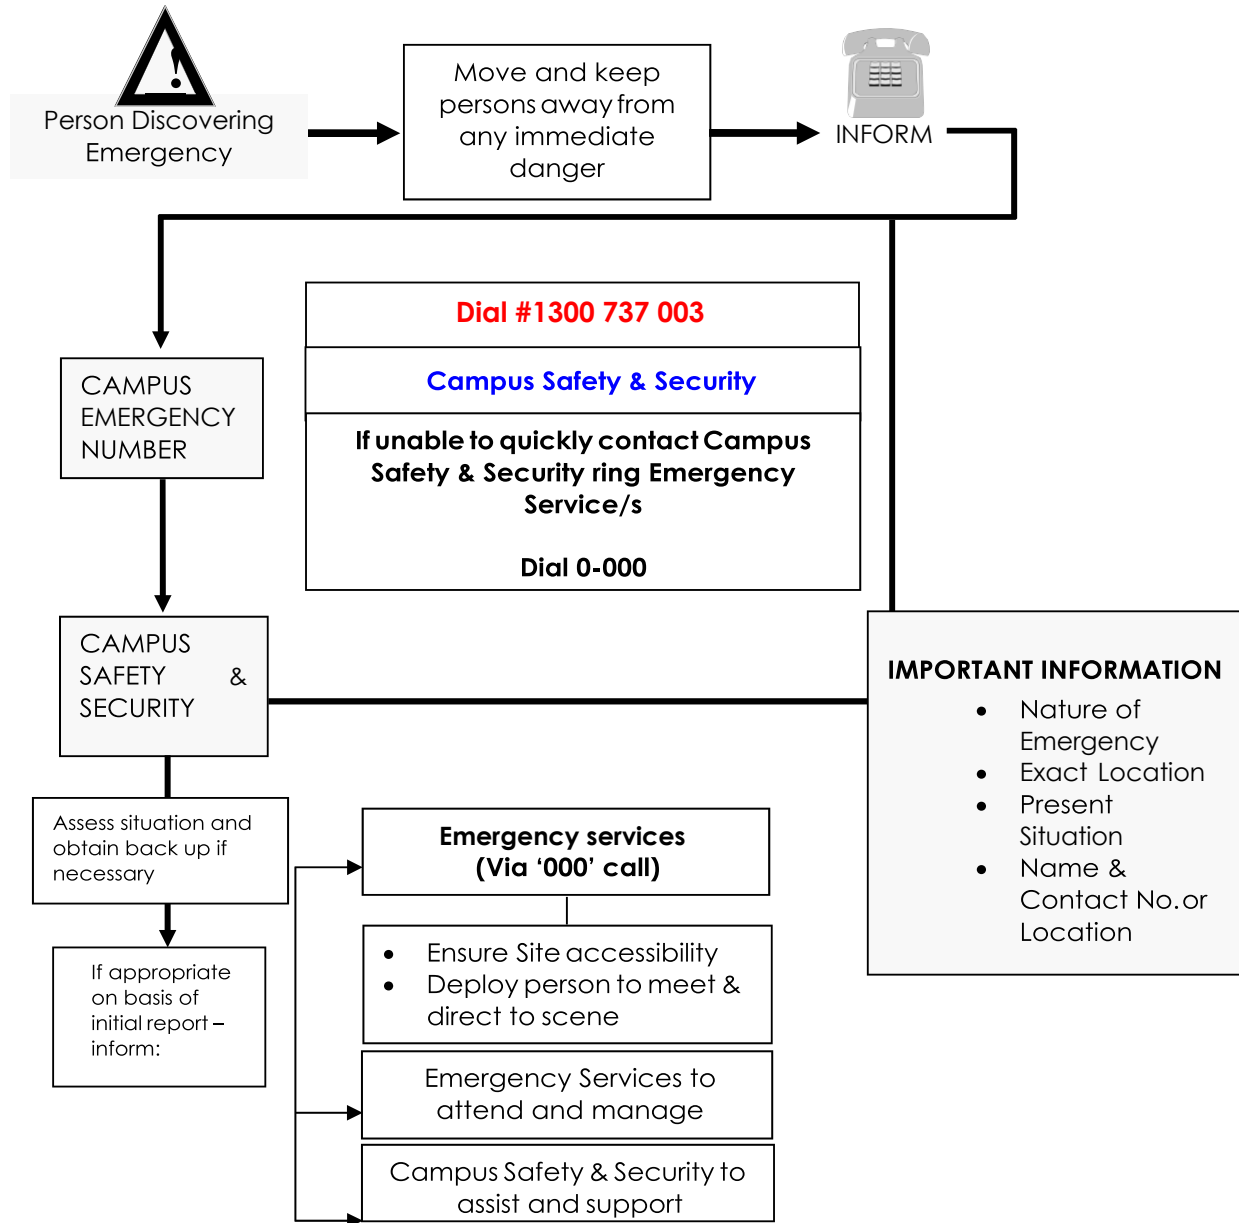 Person Discovering
Emergency
Move and keep
persons away from
any immediate
danger
INFORM
Dial #1300 737 003
Campus Safety & Security
If unable to quickly contact Campus
Safety & Security ring Emergency
Service/s
Dial 0-000
CAMPUS
EMERGENCY
NUMBER
CAMPUS
SAFETY &
SECURITY
IMPORTANT INFORMATION
• Nature of
Emergency
• Exact Location
• Present
Situation
• Name &
Contact No.or
Location
Assess situation and
obtain back up if
necessary
If appropriate
on basis of
initial report –
inform:
Emergency services
(Via ‘000’ call)
• Ensure Site accessibility
• Deploy person to meet &
direct to scene
Emergency Services to
attend and manage
Campus Safety & Security to
assist and support